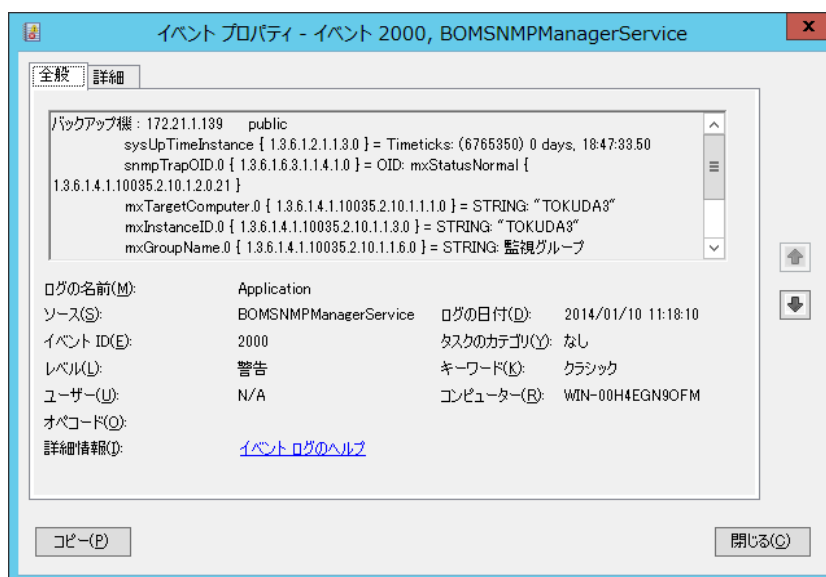 イベント プロパティ - イベント 2000, BOMSNMPManagerService
x
全般 詳細
バックアップ機 : 172.21.1.139 public
sysUpTimeInstance { 1.3.6.1.2.1.1.3.0 } = Timeticks: (6765350) 0 days, 18:47:33.50
snmpTrapOID.0 { 1.3.6.1.6.3.1.1.4.1.0 } = OID: mxStatusNormal {
1.3.6.1.4.1.10035.2.10.1.2.0.21 }
mxTargetComputer.0 { 1.3.6.1.4.1.10035.2.10.1.1.1.0 } = STRING: "TOKUDA3"
mxInstanceID.0 { 1.3.6.1.4.1.10035.2.10.1.1.3.0 } = STRING: "TOKUDA3"
mxGroupName.0 { 1.3.6.1.4.1.10035.2.10.1.1.6.0 } = STRING: 監視グループ
ログの名前(M): Application
ソース(S): BOMSNMPManagerService ログの日付(D): 2014/01/10 11:18:10
イベント ID(E): 2000 タスクのカテゴリ(Y): なし
レベル(L): 警告 キーワード(K): クラシック
ユーザー(U): N/A コンピューター(R): WIN-00H4EGN9OFM
オペコード(O):
詳細情報(I): イベント ログのヘルプ
コピー(P) 閉じる(C)